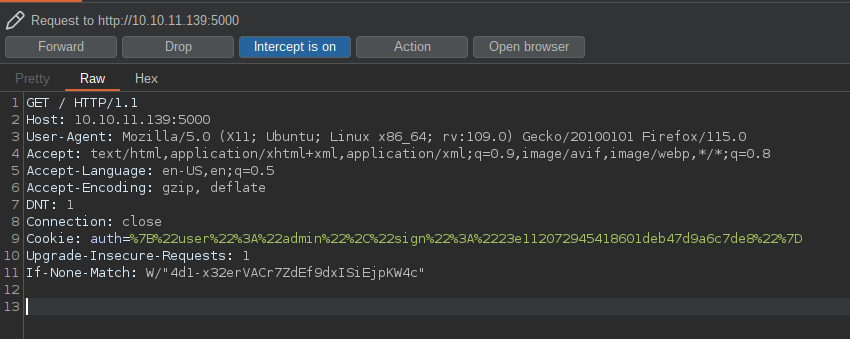 Request to http://10.10.11.139:5000
Forward Drop Intercept is on Action Open browser
Pretty Raw Hex
1 GET / HTTP/1.1
2 Host: 10.10.11.139:5000
3 User-Agent: Mozilla/5.0 (X11; Ubuntu; Linux x86_64; rv:109.0) Gecko/20100101 Firefox/115.0
4 Accept: text/html,application/xhtml+xml,application/xml;q=0.9,image/avif,image/webp,*/*;q=0.8
5 Accept-Language: en-US,en;q=0.5
6 Accept-Encoding: gzip, deflate
7 DNT: 1
8 Connection: close
9 Cookie: auth=%7B%22user%22%3A%22admin%22%2C%22sign%22%3A%2223e112072945418601deb47d9a6c7de8%22%7D
10 Upgrade-Insecure-Requests: 1
11 If-None-Match: W/"4d1-x32erVACr7ZdEf9dxISiEjpKW4c"
12
13